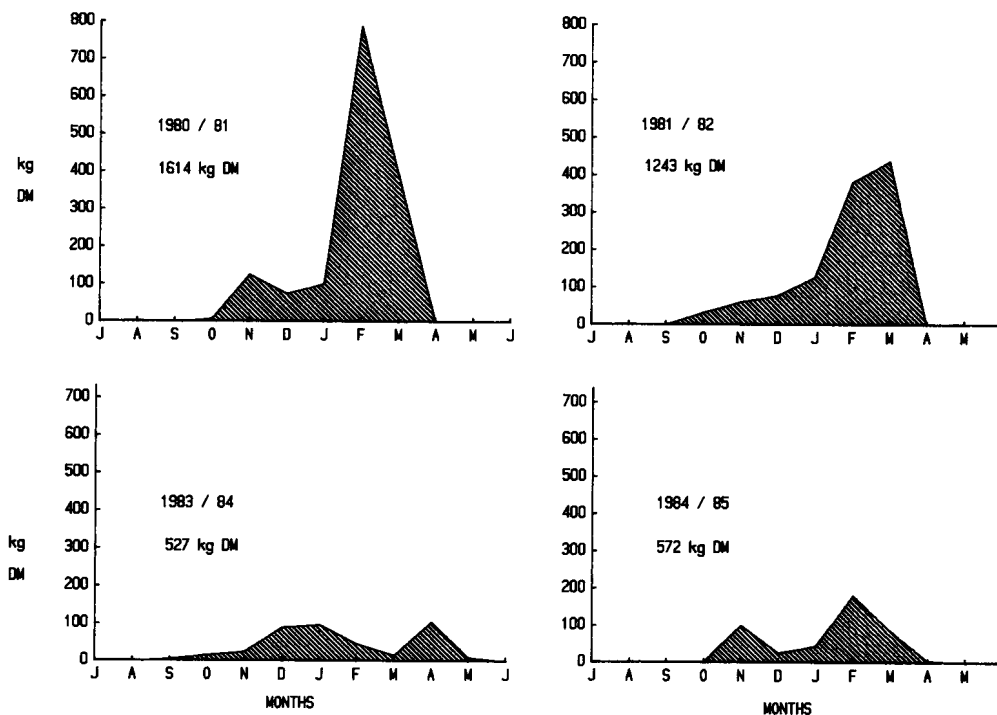 800
700
600
500
400
300
200
100
0
kg
DM
1980 / 81
1614 kg DM
J A S O N D J F M A M J
800
700
600
500
400
300
200
100
0
1981 / 82
1243 kg DM
J A S O N D J F M A M
700
600
500
400
300
200
100
0
kg
DM
1983 / 84
527 kg DM
J A S O N D J F M A M J
MONTHS
700
600
500
400
300
200
100
0
1984 / 85
572 kg DM
J A S O N D J F M A M
MONTHS